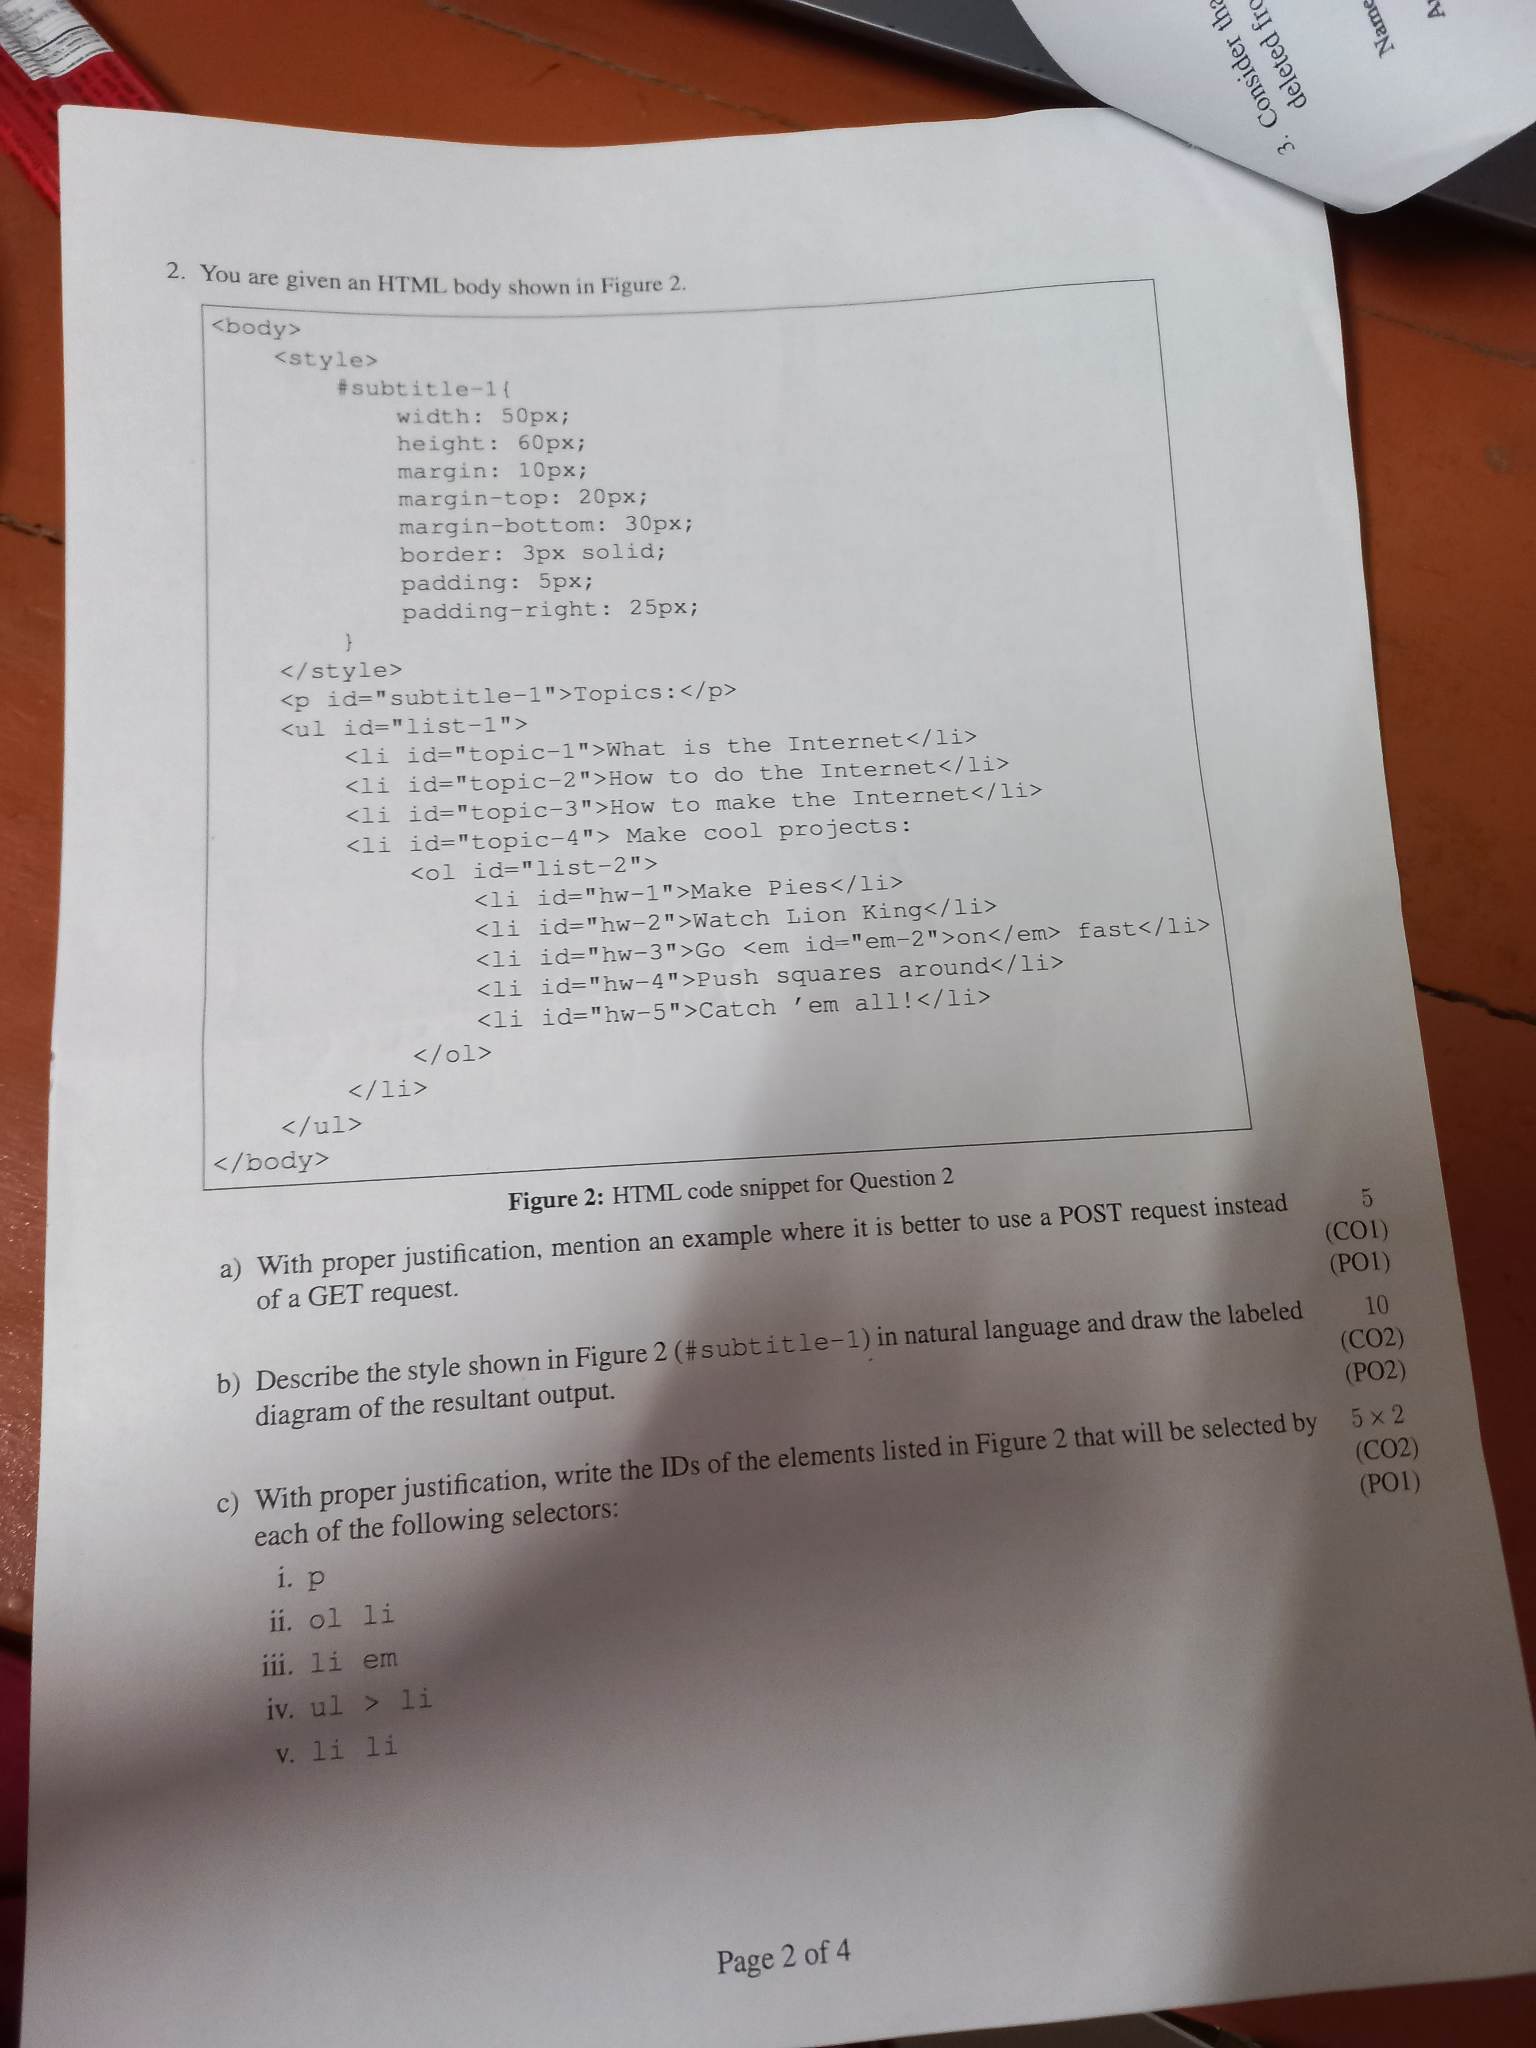 3. Consider tha
deleted fro
Name
2. You are given an HTML body shown in Figure 2.
<body>
<style>
#subtitle-1{
width: 50px;
height: 60px;
margin: 10px;
margin-top: 20px;
margin-bottom: 30px;
border: 3px solid;
padding: 5px;
padding-right: 25px;
}
</style>
<p id="subtitle-1">Topics:</p>
<ul id="list-1">
<li id="topic-1">What is the Internet</li>
<li id="topic-2">How to do the Internet</li>
<li id="topic-3">How to make the Internet</li>
<li id="topic-4"> Make cool projects:
<ol id="list-2">
<li id="hw-1">Make Pies</li>
<li id="hw-2">Watch Lion King</li>
<li id="hw-3">Go <em id="em-2">on</em> fast</li>
<li id="hw-4">Push squares around</li>
<li id="hw-5">Catch 'em all!</li>
</ol>
</li>
</ul>
</body>
Figure 2: HTML code snippet for Question 2
a) With proper justification, mention an example where it is better to use a POST request instead 5
of a GET request. (CO1)
(PO1)
b) Describe the style shown in Figure 2 (#subtitle-1) in natural language and draw the labeled 10
diagram of the resultant output. (CO2)
(PO2)
c) With proper justification, write the IDs of the elements listed in Figure 2 that will be selected by 5 × 2
each of the following selectors: (CO2)
(PO1)
i. p
ii. ol li
iii. li em
iv. ul > li
v. li li
Page 2 of 4